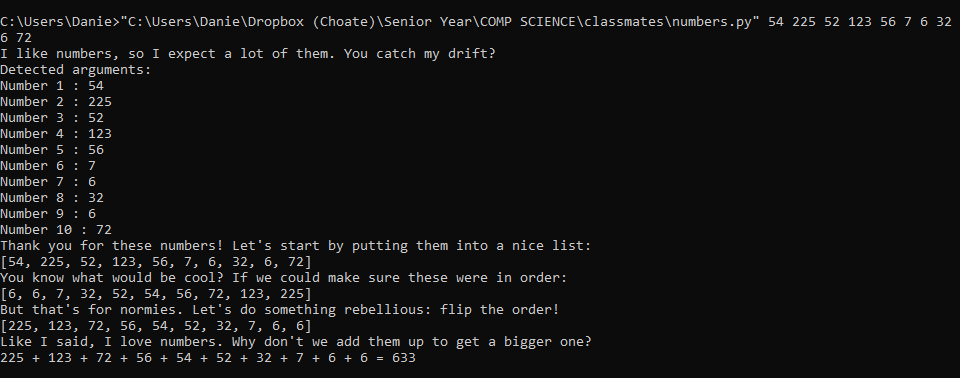 C:\Users\Danie>"C:\Users\Danie\Dropbox (Choate)\Senior Year\COMP SCIENCE\classmates\numbers.py" 54 225 52 123 56 7 6 32
6 72
I like numbers, so I expect a lot of them. You catch my drift?
Detected arguments:
Number 1 : 54
Number 2 : 225
Number 3 : 52
Number 4 : 123
Number 5 : 56
Number 6 : 7
Number 7 : 6
Number 8 : 32
Number 9 : 6
Number 10 : 72
Thank you for these numbers! Let's start by putting them into a nice list:
[54, 225, 52, 123, 56, 7, 6, 32, 6, 72]
You know what would be cool? If we could make sure these were in order:
[6, 6, 7, 32, 52, 54, 56, 72, 123, 225]
But that's for normies. Let's do something rebellious: flip the order!
[225, 123, 72, 56, 54, 52, 32, 7, 6, 6]
Like I said, I love numbers. Why don't we add them up to get a bigger one?
225 + 123 + 72 + 56 + 54 + 52 + 32 + 7 + 6 + 6 = 633